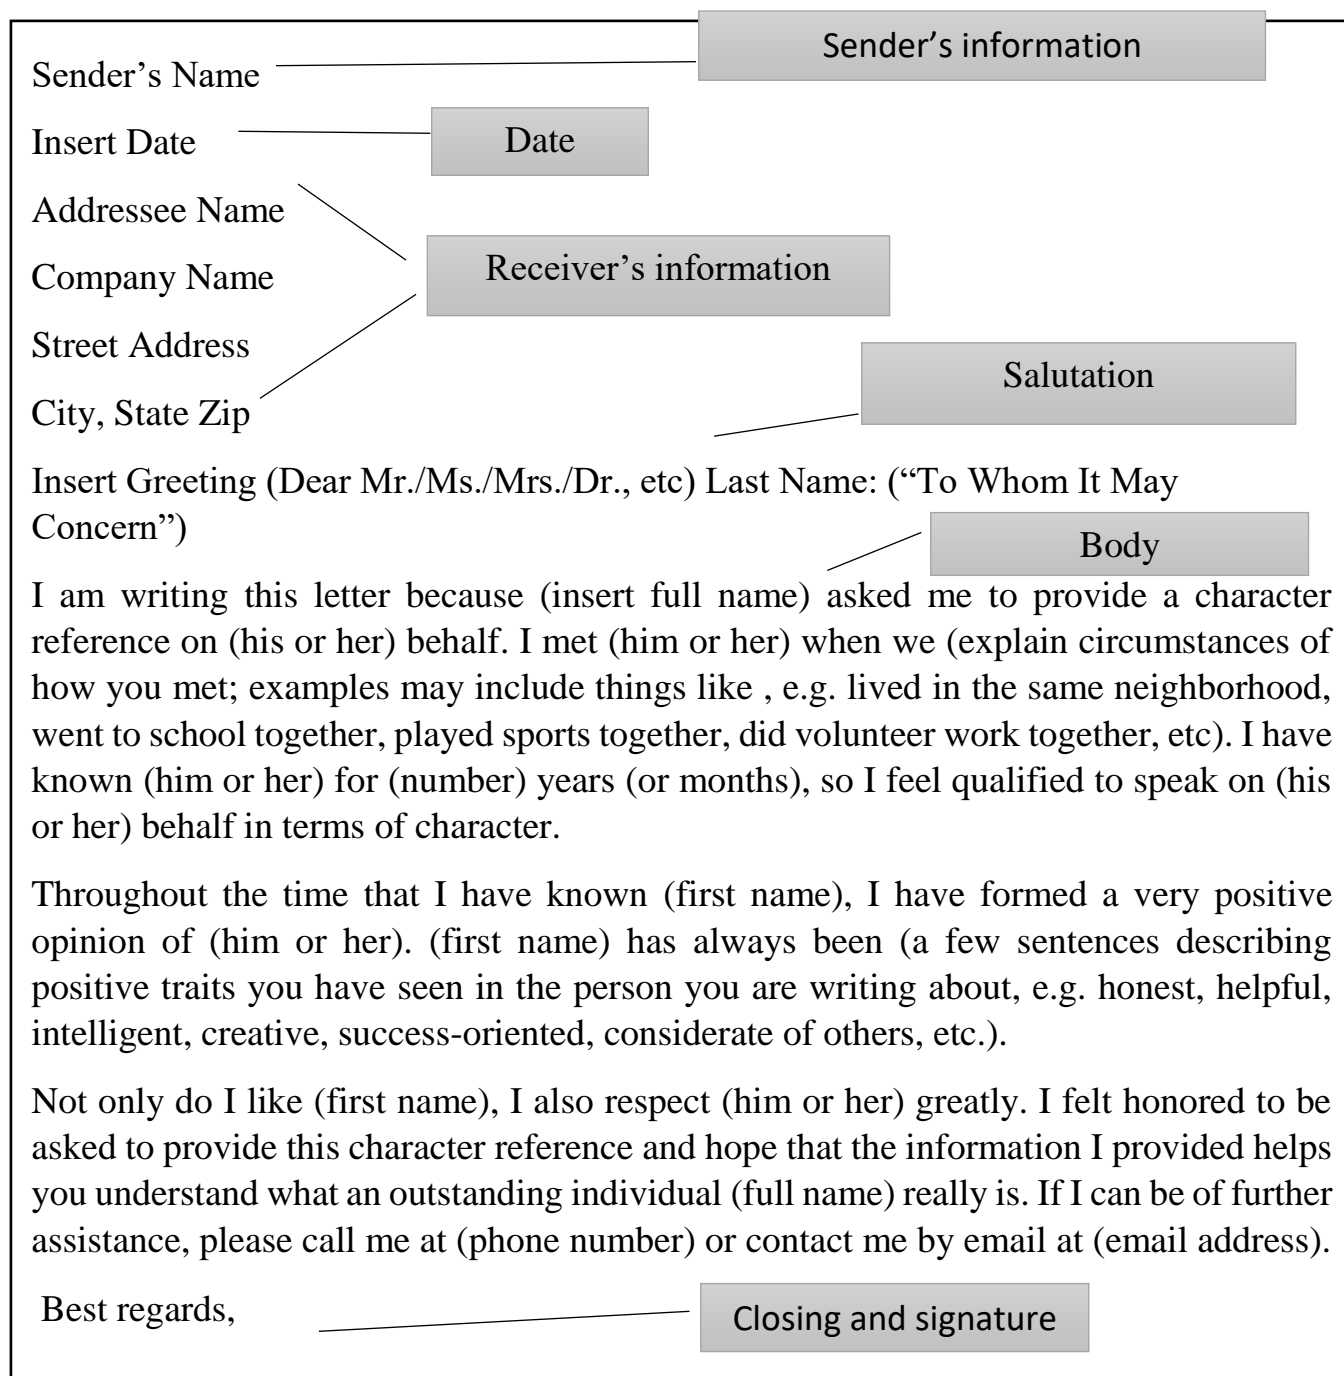 Sender's information
Sender's Name
Insert Date
Date
Addressee Name
Receiver's information
Company Name
Street Address
Salutation
City, State Zip
Insert Greeting (Dear Mr./Ms./Mrs./Dr., etc) Last Name: (“To Whom It May
Concern”)
Body
I am writing this letter because (insert full name) asked me to provide a character
reference on (his or her) behalf. I met (him or her) when we (explain circumstances of
how you met; examples may include things like , e.g. lived in the same neighborhood,
went to school together, played sports together, did volunteer work together, etc). I have
known (him or her) for (number) years (or months), so I feel qualified to speak on (his
or her) behalf in terms of character.
Throughout the time that I have known (first name), I have formed a very positive
opinion of (him or her). (first name) has always been (a few sentences describing
positive traits you have seen in the person you are writing about, e.g. honest, helpful,
intelligent, creative, success-oriented, considerate of others, etc.).
Not only do I like (first name), I also respect (him or her) greatly. I felt honored to be
asked to provide this character reference and hope that the information I provided helps
you understand what an outstanding individual (full name) really is. If I can be of further
assistance, please call me at (phone number) or contact me by email at (email address).
Best regards,
Closing and signature